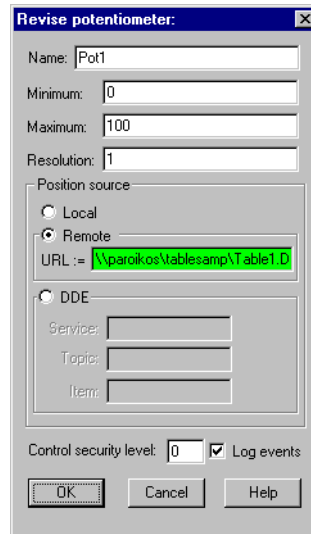 Revise potentiometer:
Name: Pot1
Minimum: 0
Maximum: 100
Resolution: 1
Position source
Local
Remote
URL := \\paroikos\tablesamp\Table1.D
DDE
Service:
Topic:
Item:
Control security level: 0 Log events
OK Cancel Help